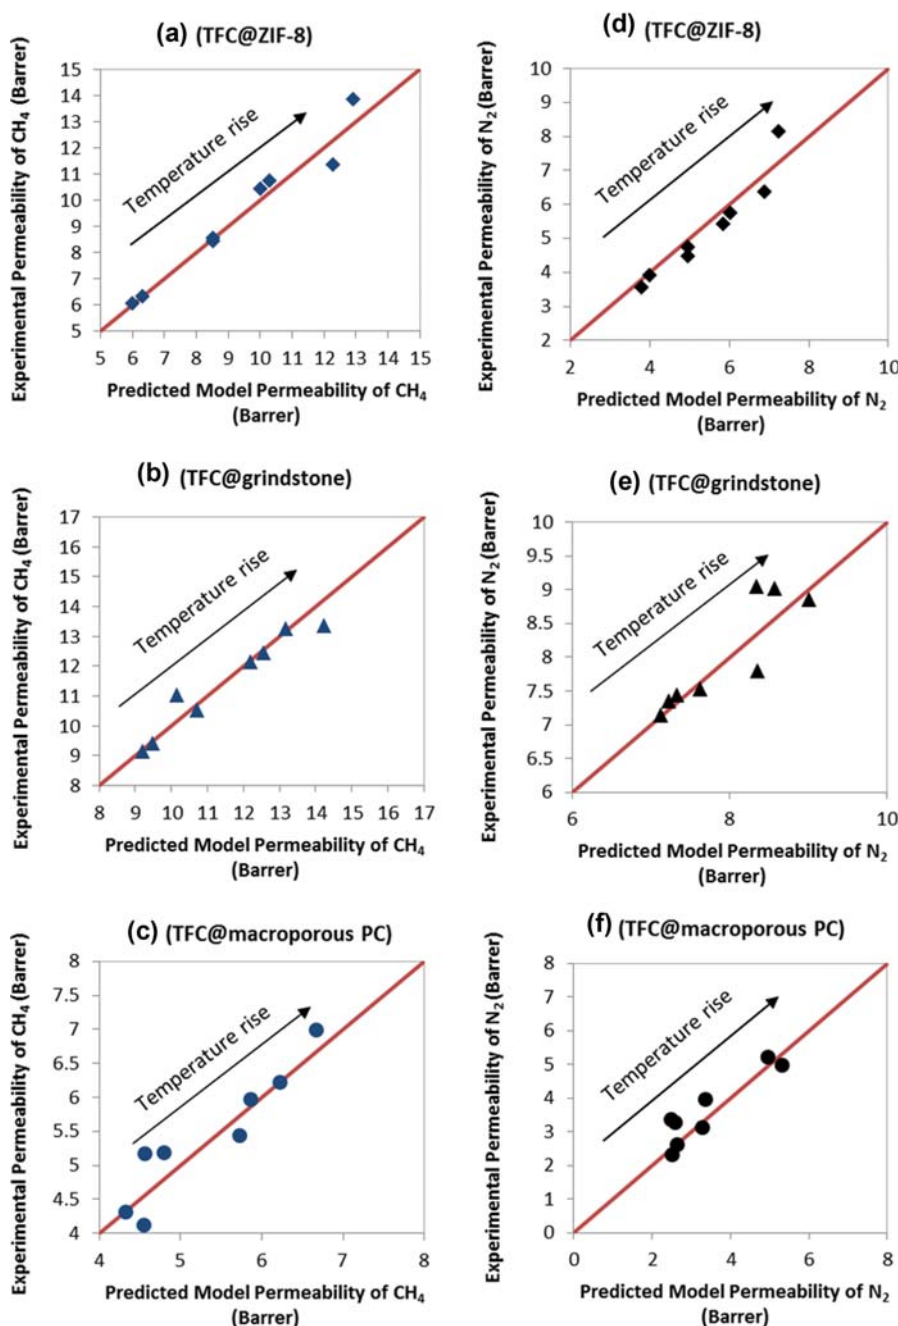 (a) (TFC@ZIF-8)
Experimental Permeability of CH₄ (Barrer)
15
14
13
12
11
10
9
8
7
6
5
Temperature rise
5 6 7 8 9 10 11 12 13 14 15
Predicted Model Permeability of CH₄
(Barrer)
(d) (TFC@ZIF-8)
Experimental Permeability of N₂ (Barrer)
10
9
8
7
6
5
4
3
2
Temperature rise
2 4 6 8 10
Predicted Model Permeability of N₂
(Barrer)
(b) (TFC@grindstone)
Experimental Permeability of CH₄ (Barrer)
17
16
15
14
13
12
11
10
9
8
Temperature rise
8 9 10 11 12 13 14 15 16 17
Predicted Model Permeability of CH₄
(Barrer)
(e) (TFC@grindstone)
Experimental Permeability of N₂ (Barrer)
10
9.5
9
8.5
8
7.5
7
6.5
6
Temperature rise
6 8 10
Predicted Model Permeability of N₂
(Barrer)
(c) (TFC@macroporous PC)
Experimental Permeability of CH₄ (Barrer)
8
7.5
7
6.5
6
5.5
5
4.5
4
Temperature rise
4 5 6 7 8
Predicted Model Permeability of CH₄
(Barrer)
(f) (TFC@macroporous PC)
Experimental Permeability of N₂ (Barrer)
8
7
6
5
4
3
2
1
0
Temperature rise
0 2 4 6 8
Predicted Model Permeability of N₂
(Barrer)